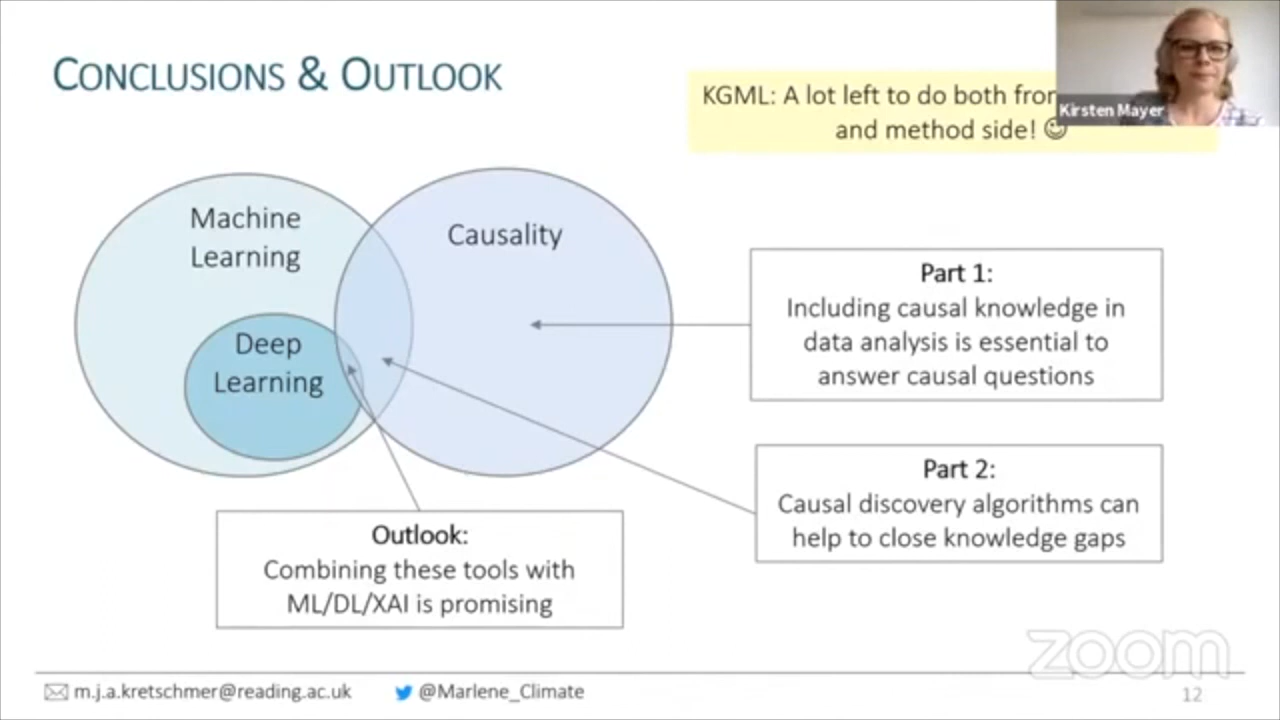 CONCLUSIONS & OUTLOOK
KGML: A lot left to do both
and method side!
Kirsten Mayer
Machine
Learning
Deep
Learning
Causality
Part 1:
Including causal knowledge in
data analysis is essential to
answer causal questions
Part 2:
Causal discovery algorithms can
help to close knowledge gaps
Outlook:
Combining these tools with
ML/DL/XAI is promising
zoom
m.j.a.kretschmer@reading.ac.uk
@Marlene_Climate
12